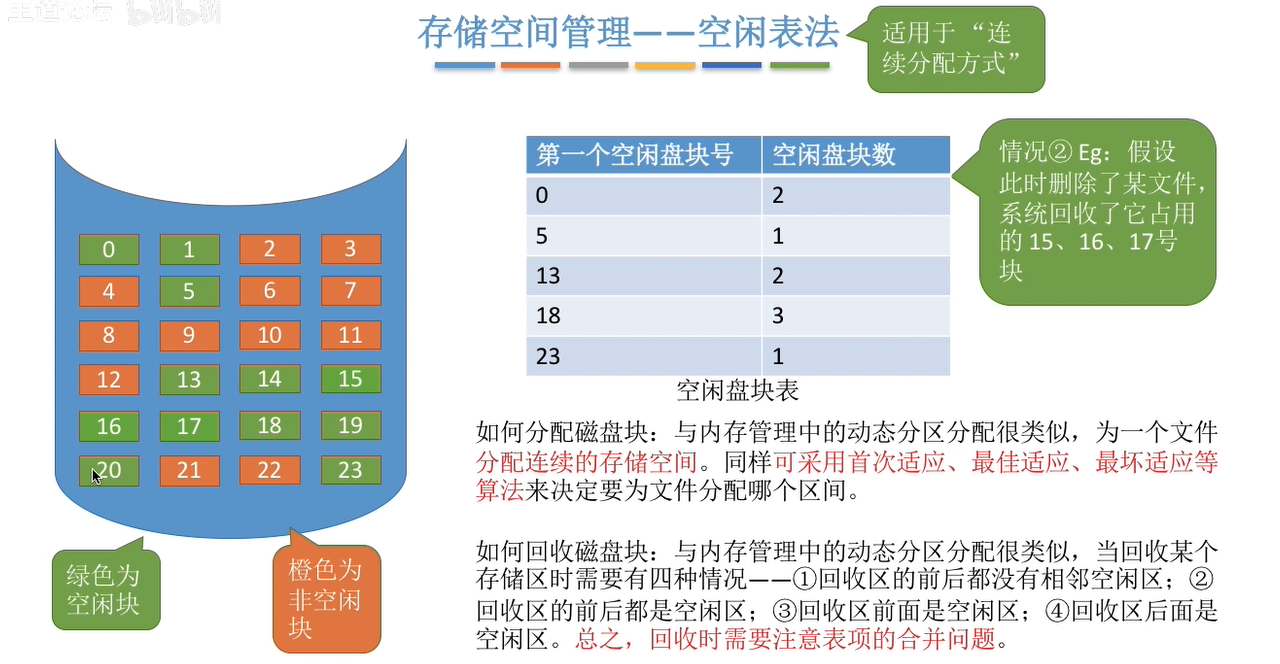 王道论坛 bilibili
存储空间管理——空闲表法
适用于 “连
续分配方式”
第一个空闲盘块号 空闲盘块数
0 2
5 1
13 2
18 3
23 1
空闲盘块表
情况② Eg：假设
此时删除了某文件，
系统回收了它占用
的 15、16、17号
块
0 1 2 3
4 5 6 7
8 9 10 11
12 13 14 15
16 17 18 19
20 21 22 23
绿色为
空闲块
橙色为
非空闲
块
如何分配磁盘块：与内存管理中的动态分区分配很类似，为一个文件
分配连续的存储空间。同样可采用首次适应、最佳适应、最坏适应等
算法来决定要为文件分配哪个区间。
如何回收磁盘块：与内存管理中的动态分区分配很类似，当回收某个
存储区时需要有四种情况——①回收区的前后都没有相邻空闲区；②
回收区的前后都是空闲区；③回收区前面是空闲区；④回收区后面是
空闲区。总之，回收时需要注意表项的合并问题。